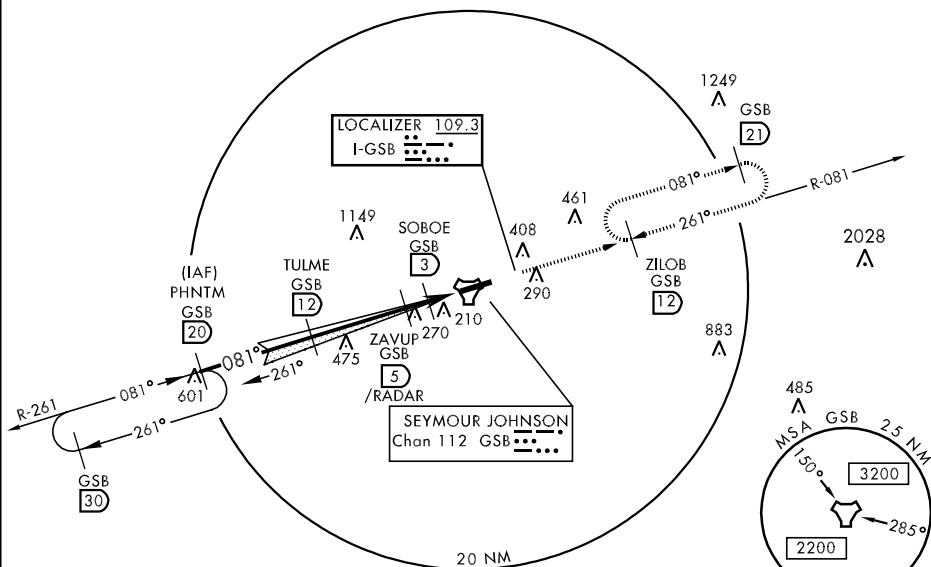 1249
GSB
21
LOCALIZER 109.3
I-GSB
081°
R-081
261°
461
1149
408
SOBOE
GSB
3
2028
TULME
GSB
12
(IAF)
PHNTM
GSB
20
290
ZILOB
GSB
12
210
270
ZAVUP
GSB
5
/RADAR
475
081°
261°
883
601
081°
R-261
261°
GSB
30
SEYMOUR JOHNSON
Chan 112 GSB
485
MSA GSB 25 NM
150°
3200
285°
2200
20 NM